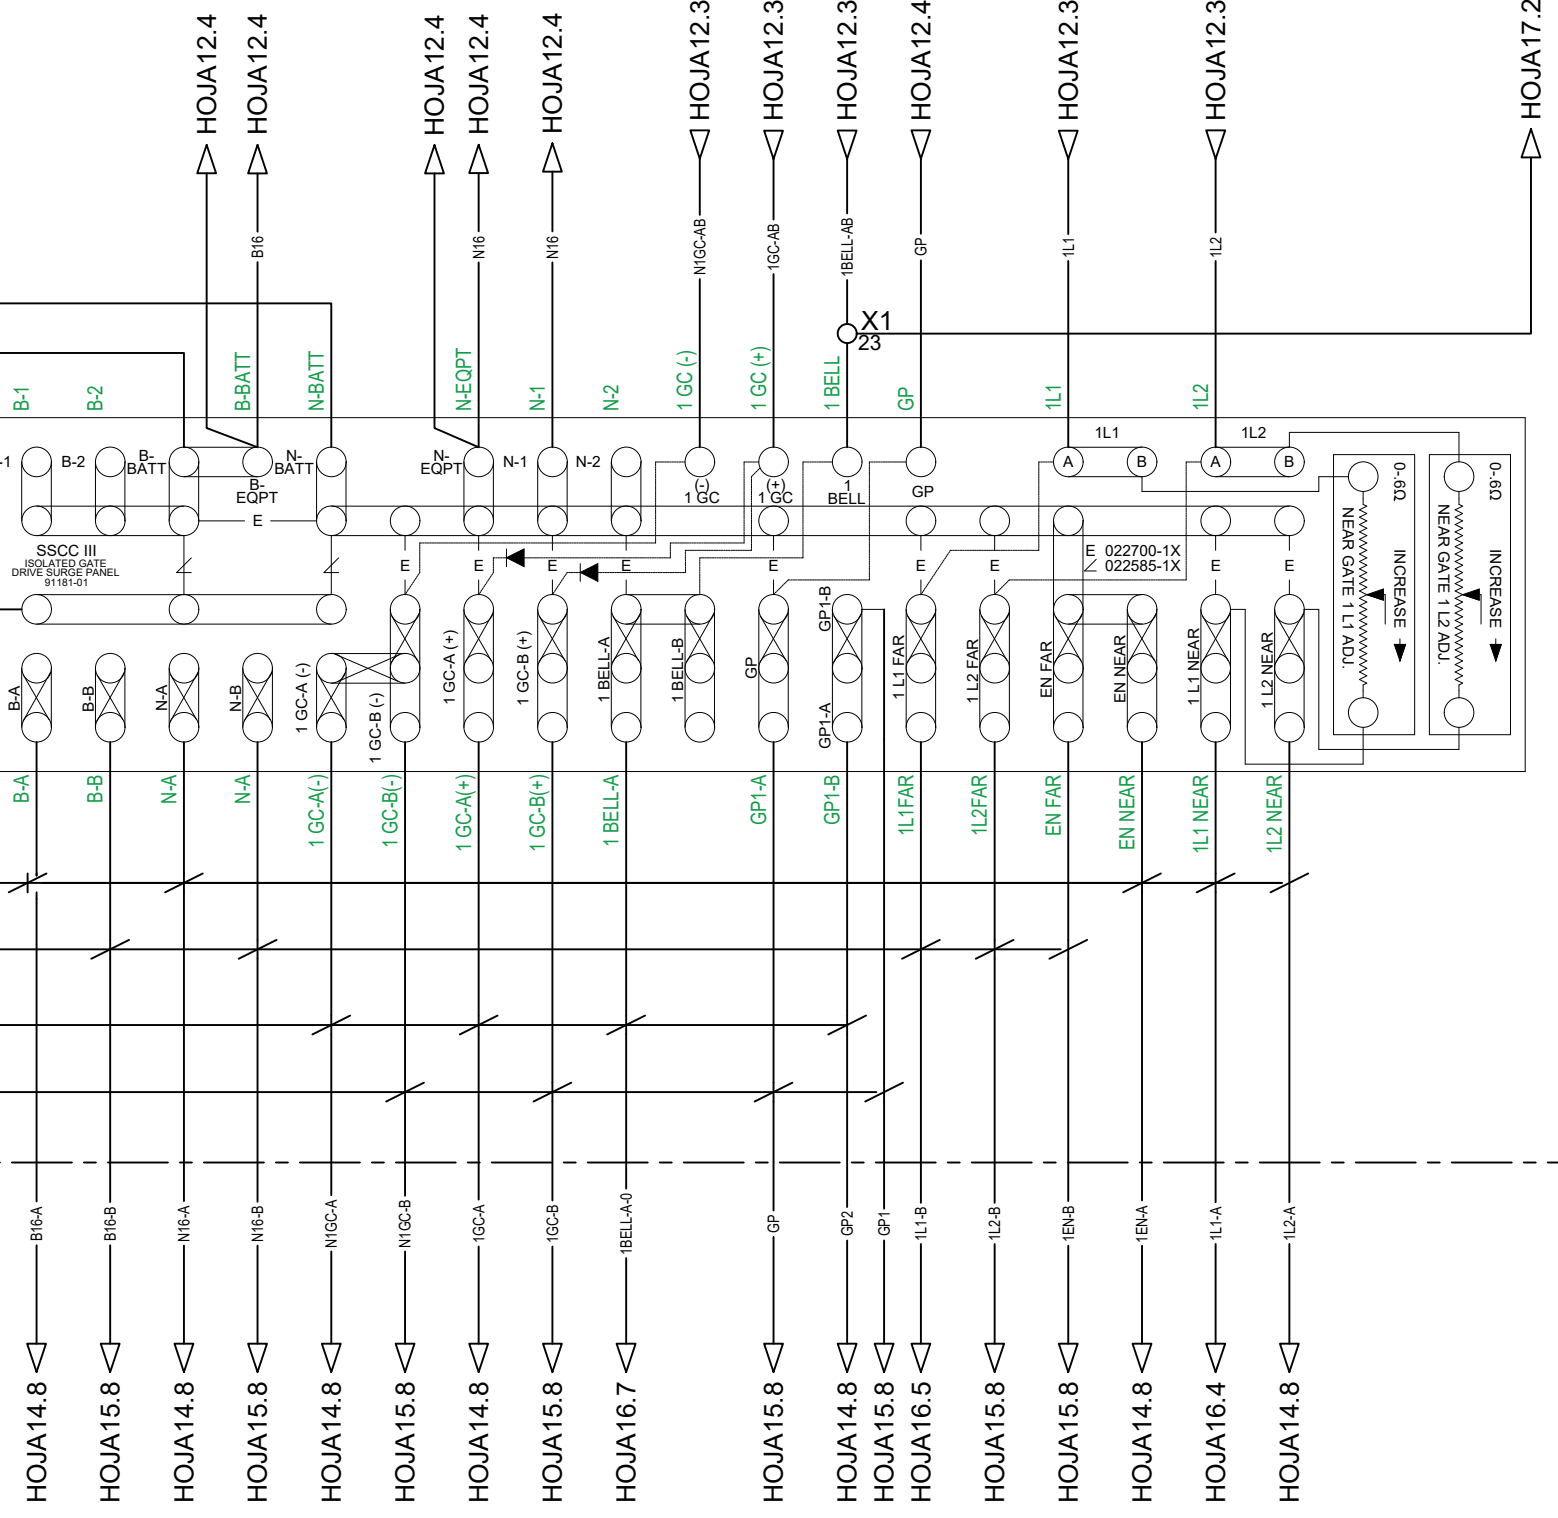 HOJA12.4
HOJA12.4
HOJA12.4
HOJA12.4
HOJA12.4
HOJA12.3
HOJA12.3
HOJA12.3
HOJA12.4
HOJA12.3
HOJA12.3
HOJA17.2
B16
N16
N16
N1GC-AB
1GC-AB
1BELL-AB
GP
1L1
1L2
X1
23
B-1
B-2
B-BATT
N-BATT
N-EQPT
N-1
N-2
1 GC (-)
1 GC (+)
1 BELL
GP
1L1
1L2
-1
B-2
B-
BATT
B-
EQPT
N-
BATT
N-
EQPT
N-1
N-2
(-)
1 GC
(+)
1 GC
1
BELL
GP
1L1
A
B
1L2
A
B
0-.6Ω
NEAR GATE 1 L1 ADJ.
INCREASE
0-.6Ω
NEAR GATE 1 L2 ADJ.
INCREASE
E
SSCC III
ISOLATED GATE
DRIVE SURGE PANEL
91181-01
E
E
E
E
E
E
E
E
E
E 022700-1X
022585-1X
B-A
B-B
N-A
N-B
1 GC-A (-)
1 GC-B (-)
1 GC-A (+)
1 GC-B (+)
1 BELL-A
1 BELL-B
GP
GP1-B
GP1-A
1 L1 FAR
1 L2 FAR
EN FAR
EN NEAR
1 L1 NEAR
1 L2 NEAR
B-A
B-B
N-A
N-A
1 GC-A(-)
1 GC-B(-)
1 GC-A(+)
1 GC-B(+)
1 BELL-A
GP1-A
GP1-B
1L1FAR
1L2FAR
EN FAR
EN NEAR
1L1 NEAR
1L2 NEAR
B16-A
B16-B
N16-A
N16-B
N1GC-A
N1GC-B
1GC-A
1GC-B
1BELL-A-0
GP
GP2
GP1
1L1-B
1L2-B
1EN-B
1EN-A
1L1-A
1L2-A
HOJA14.8
HOJA15.8
HOJA14.8
HOJA15.8
HOJA14.8
HOJA15.8
HOJA14.8
HOJA15.8
HOJA16.7
HOJA15.8
HOJA14.8
HOJA15.8
HOJA16.5
HOJA15.8
HOJA15.8
HOJA14.8
HOJA16.4
HOJA14.8